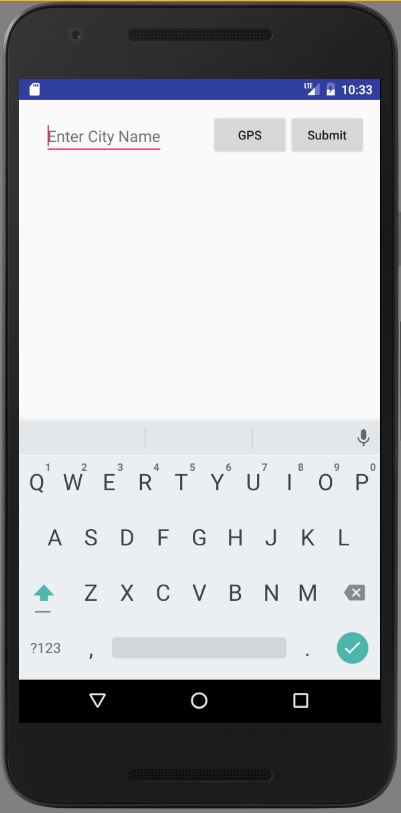 LTE 10:33
Enter City Name GPS Submit
1 2 3 4 5 6 7 8 9 0
Q W E R T Y U I O P
A S D F G H J K L
Z X C V B N M
?123 , .